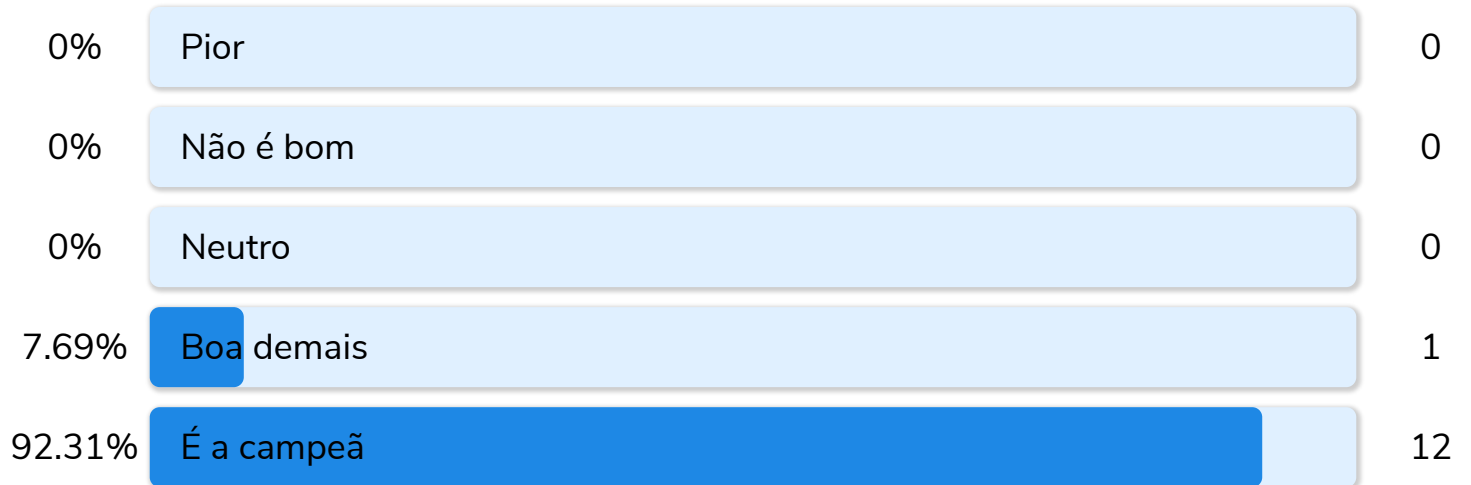 0% Pior 0
0% Não é bom 0
0% Neutro 0
7.69% Boa demais 1
92.31% É a campeã 12